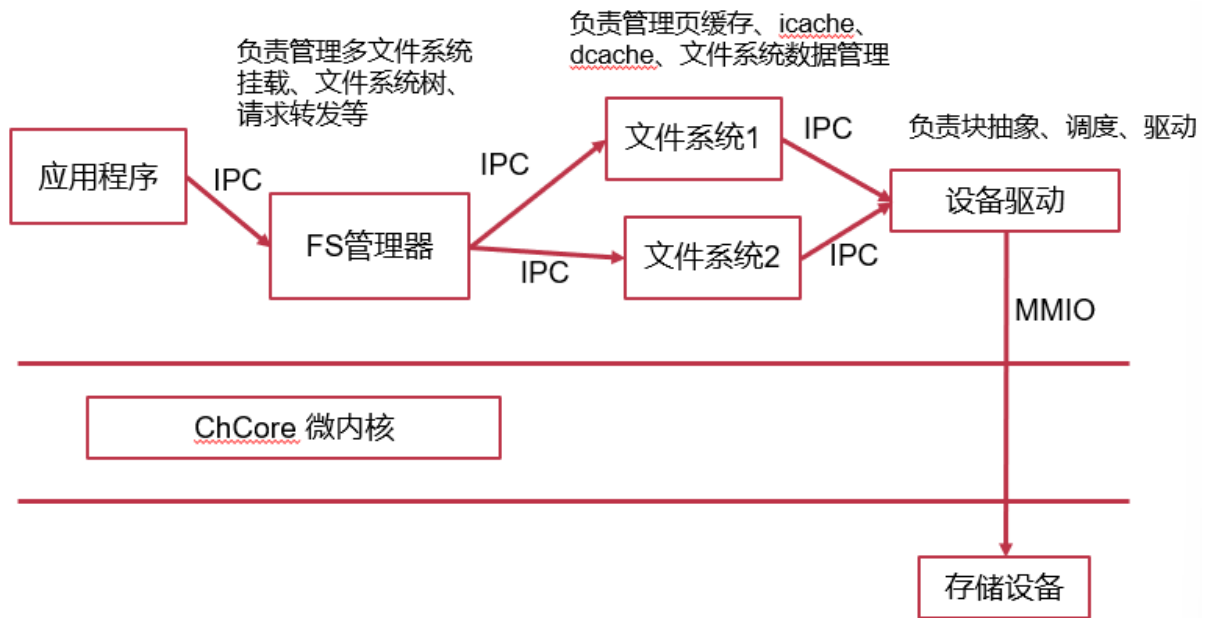 负责管理多文件系统
挂载、文件系统树、
请求转发等
负责管理页缓存、icache、
dcache、文件系统数据管理
负责块抽象、调度、驱动
应用程序
IPC
FS管理器
IPC
IPC
文件系统1
文件系统2
IPC
IPC
设备驱动
MMIO
ChCore 微内核
存储设备